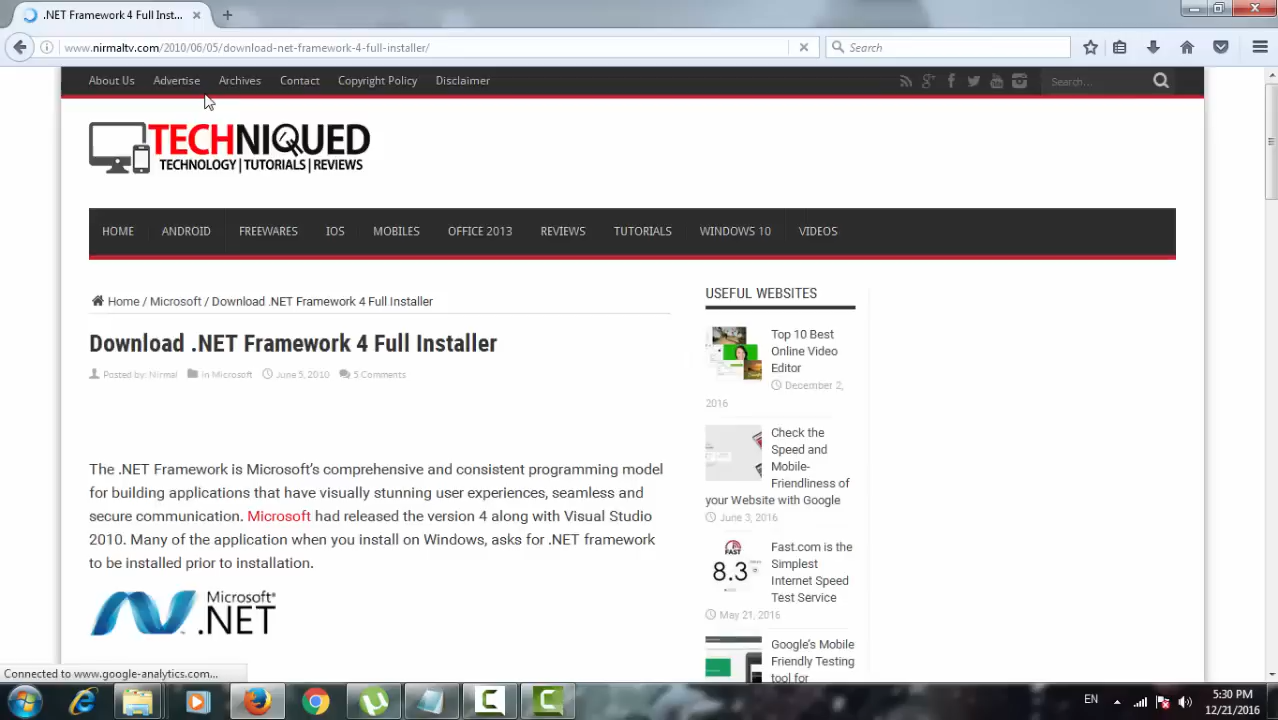 .NET Framework 4 Full Inst...
www.nirmaltv.com/2010/06/05/download-net-framework-4-full-installer/
Search
About Us Advertise Archives Contact Copyright Policy Disclaimer
Search...
TECHNIQUED
TECHNOLOGY | TUTORIALS | REVIEWS
HOME ANDROID FREEWARES IOS MOBILES OFFICE 2013 REVIEWS TUTORIALS WINDOWS 10 VIDEOS
Home / Microsoft / Download .NET Framework 4 Full Installer
Download .NET Framework 4 Full Installer
Posted by: Nirmal in Microsoft June 5, 2010 5 Comments
The .NET Framework is Microsoft's comprehensive and consistent programming model
for building applications that have visually stunning user experiences, seamless and
secure communication. Microsoft had released the version 4 along with Visual Studio
2010. Many of the application when you install on Windows, asks for .NET framework
to be installed prior to installation.
Microsoft®
.NET
USEFUL WEBSITES
Top 10 Best
Online Video
Editor
December 2,
2016
Check the
Speed and
Mobile-
Friendliness of
your Website with Google
June 3, 2016
FAST
8.3
Fast.com is the
Simplest
Internet Speed
Test Service
May 21, 2016
Google's Mobile
Friendly Testing
tool for
Connected to www.google-analytics.com...
EN
5:30 PM
12/21/2016